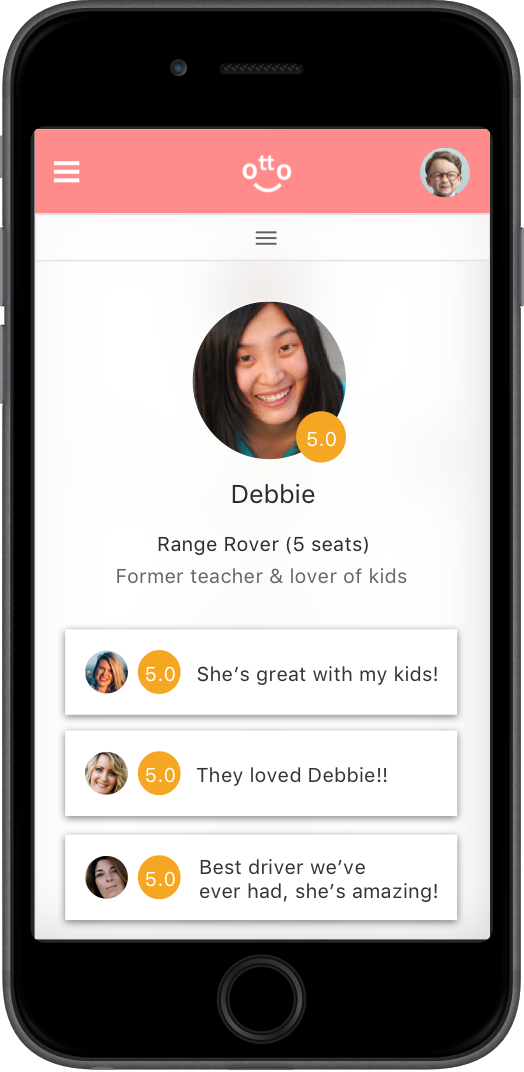 otto
5.0
Debbie
Range Rover (5 seats)
Former teacher & lover of kids
5.0 She’s great with my kids!
5.0 They loved Debbie!!
5.0 Best driver we’ve
ever had, she’s amazing!